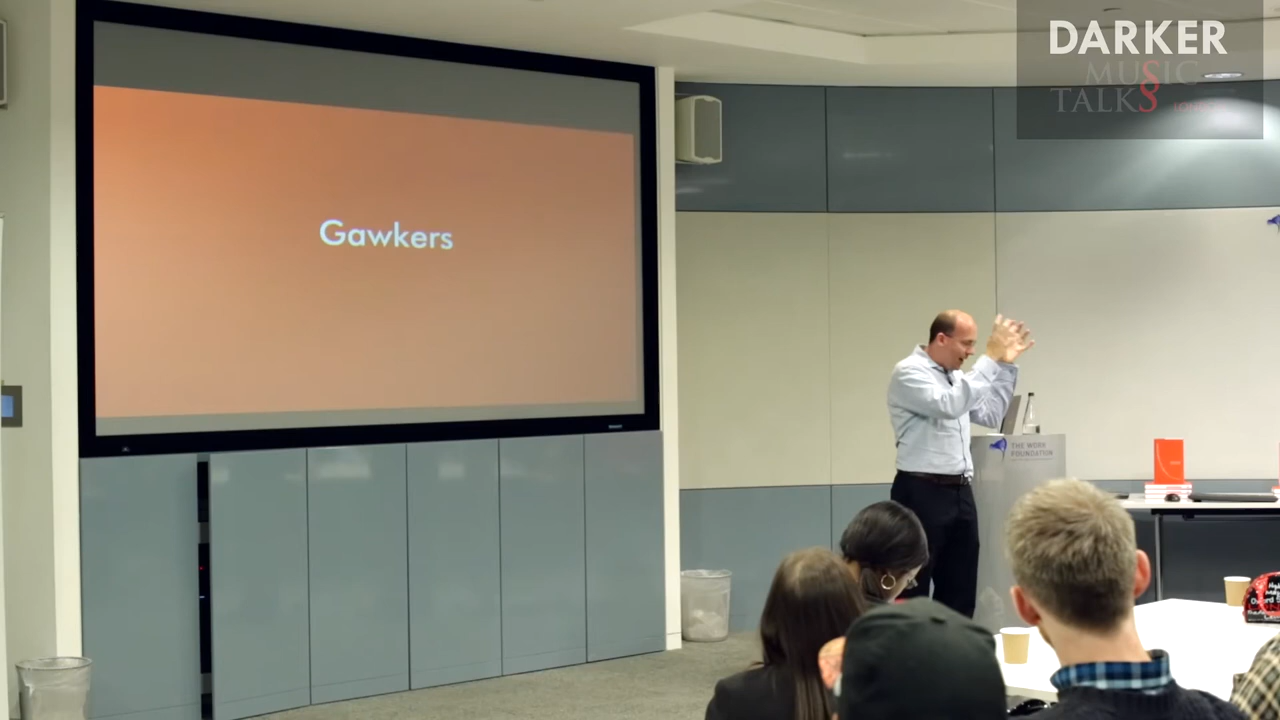 DARKER
MUSIC
TALKS
Gawkers
THE WORK
FOUNDATION